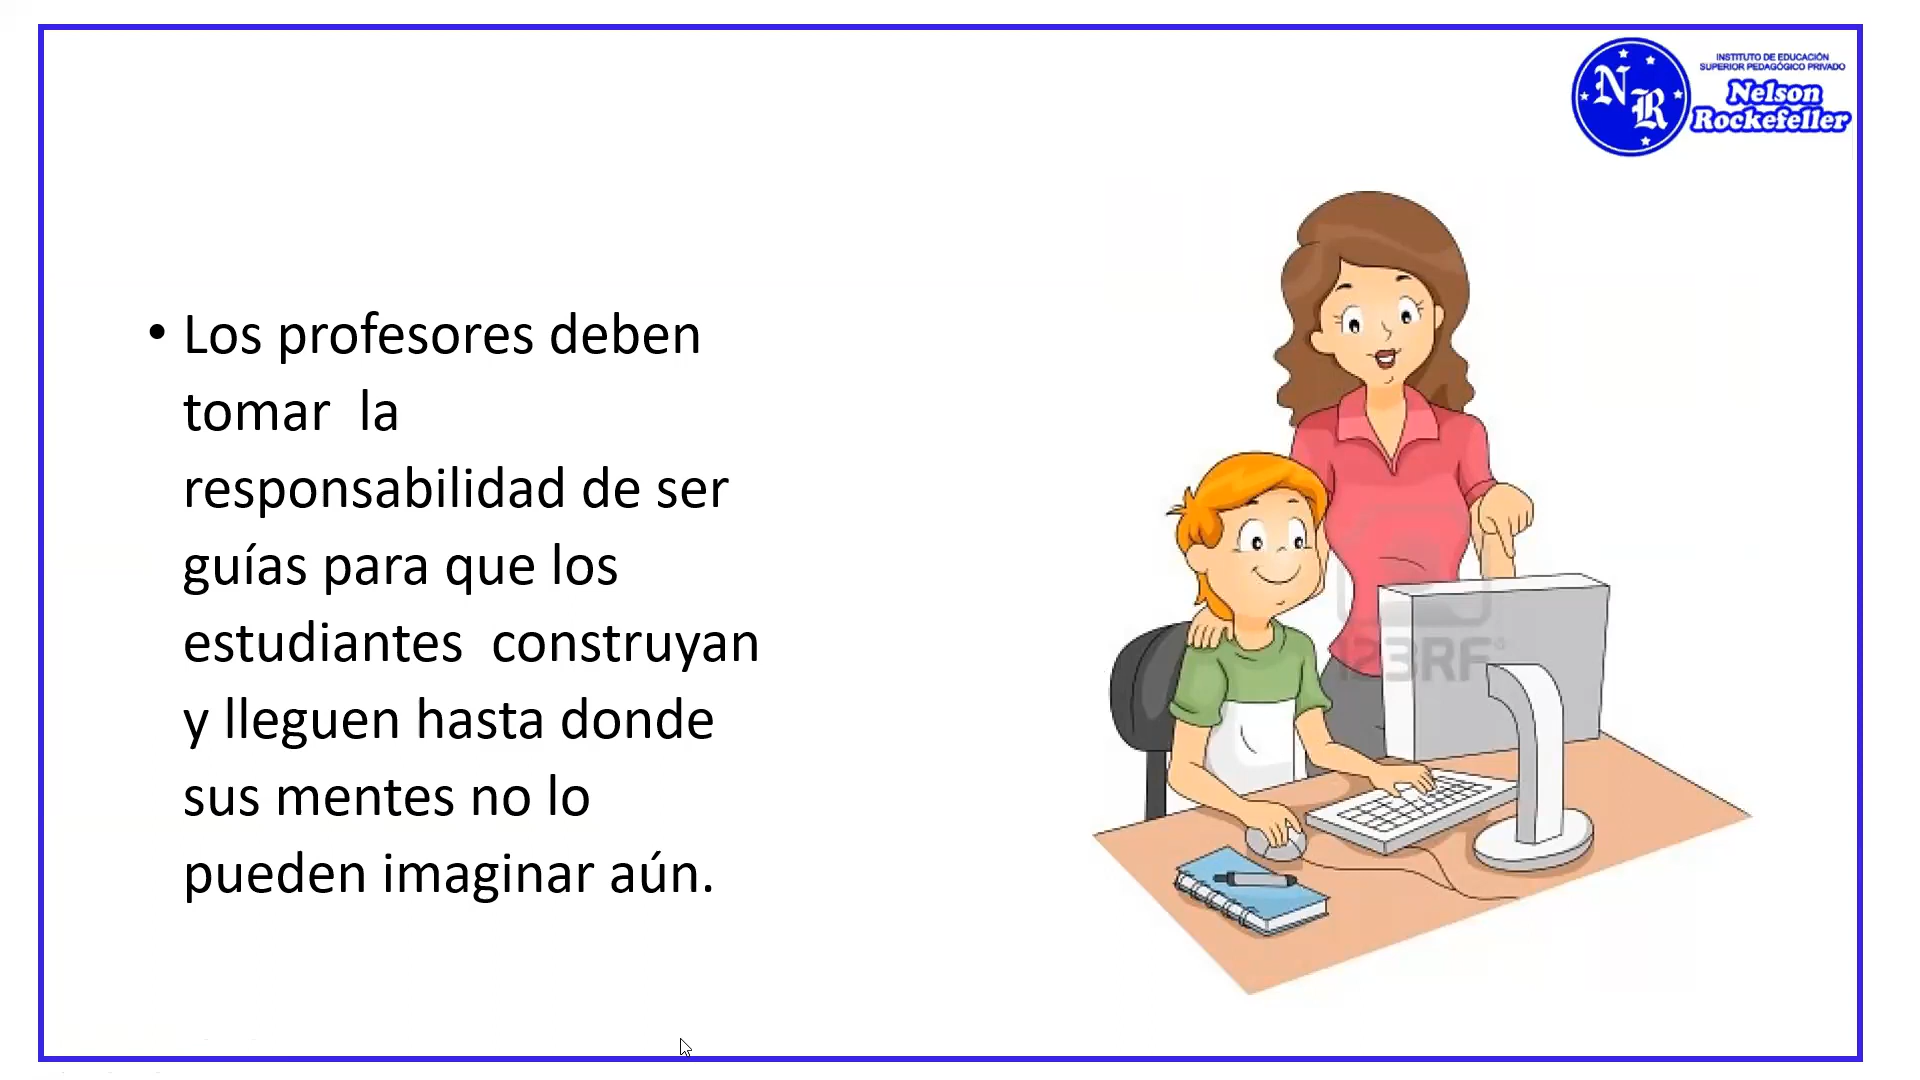 INSTITUTO DE EDUCACIÓN
SUPERIOR PEDAGÓGICO PRIVADO
Nelson
Rockefeller
N R
• Los profesores deben
tomar  la
responsabilidad de ser
guías para que los
estudiantes  construyan
y lleguen hasta donde
sus mentes no lo
pueden imaginar aún.
123RF